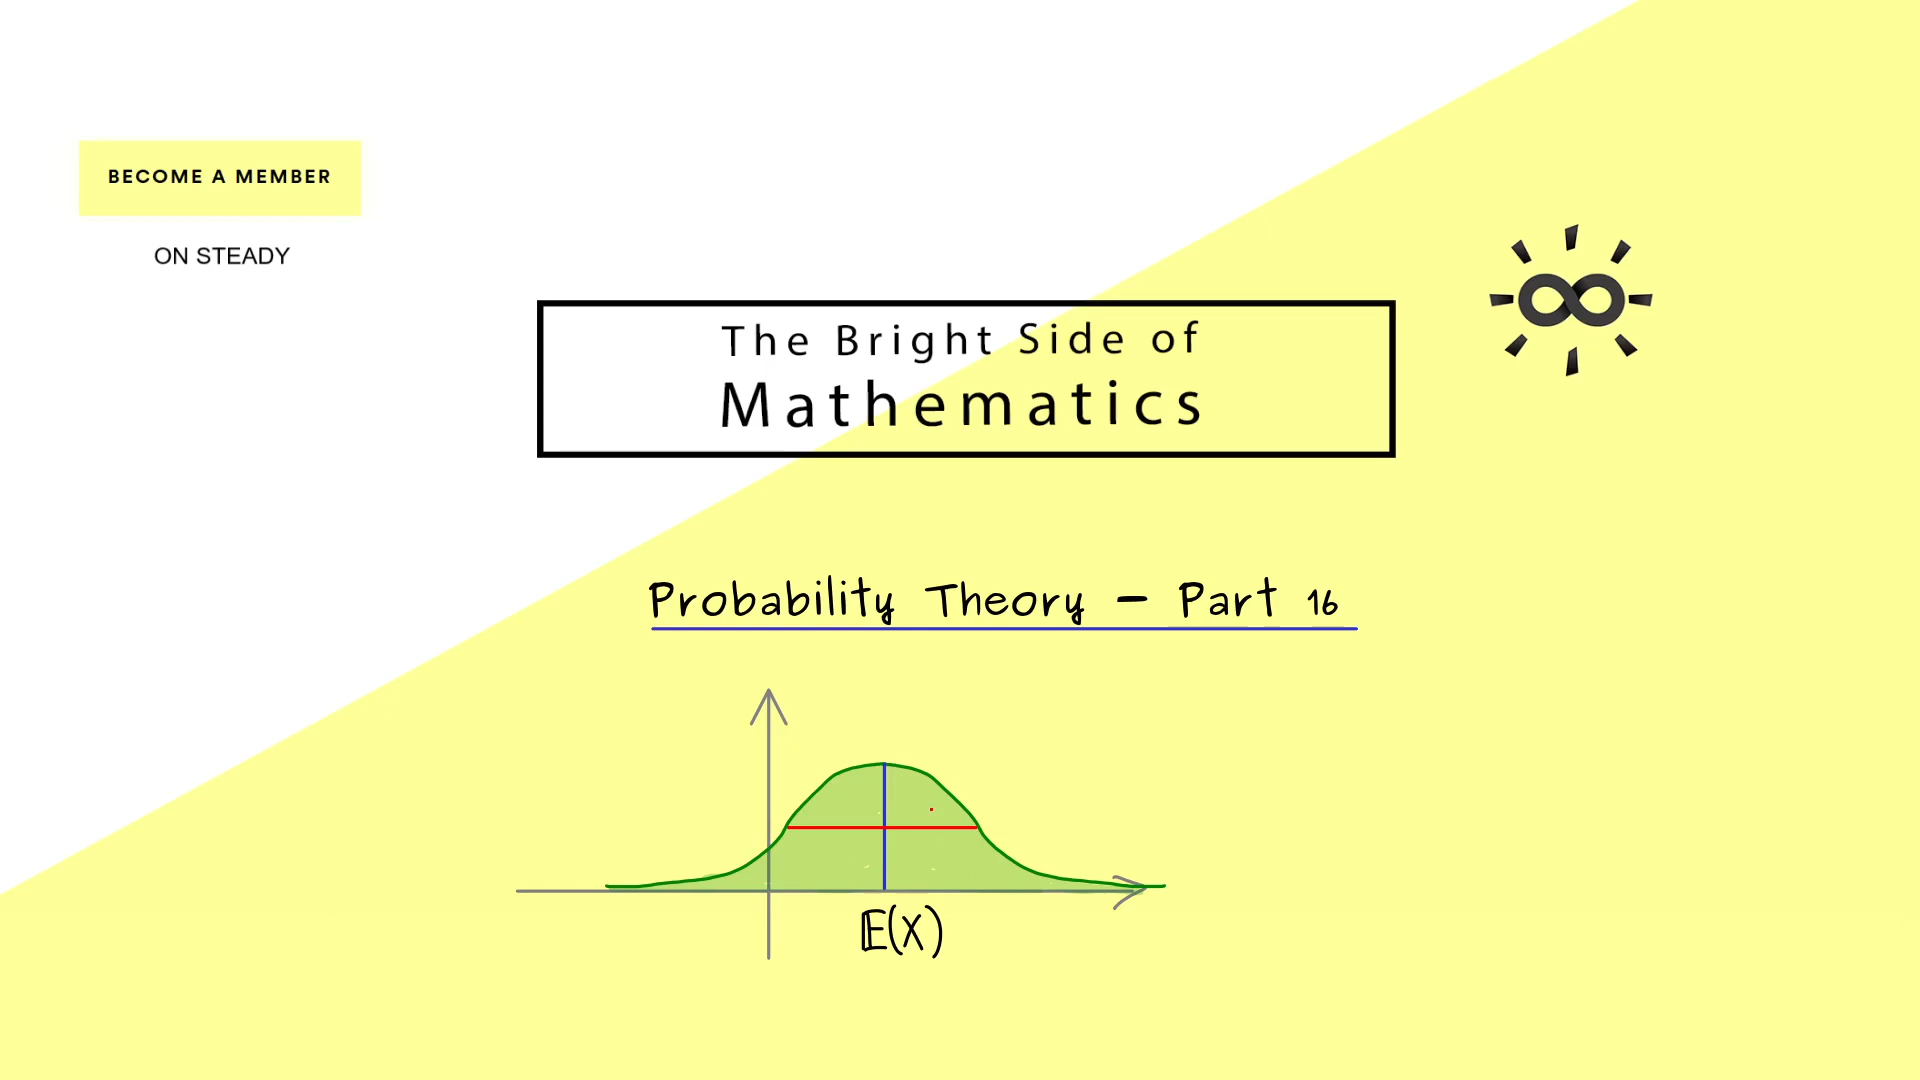 BECOME A MEMBER
ON STEADY
The Bright Side of
Mathematics
Probability Theory – Part 16
𝔼(X)